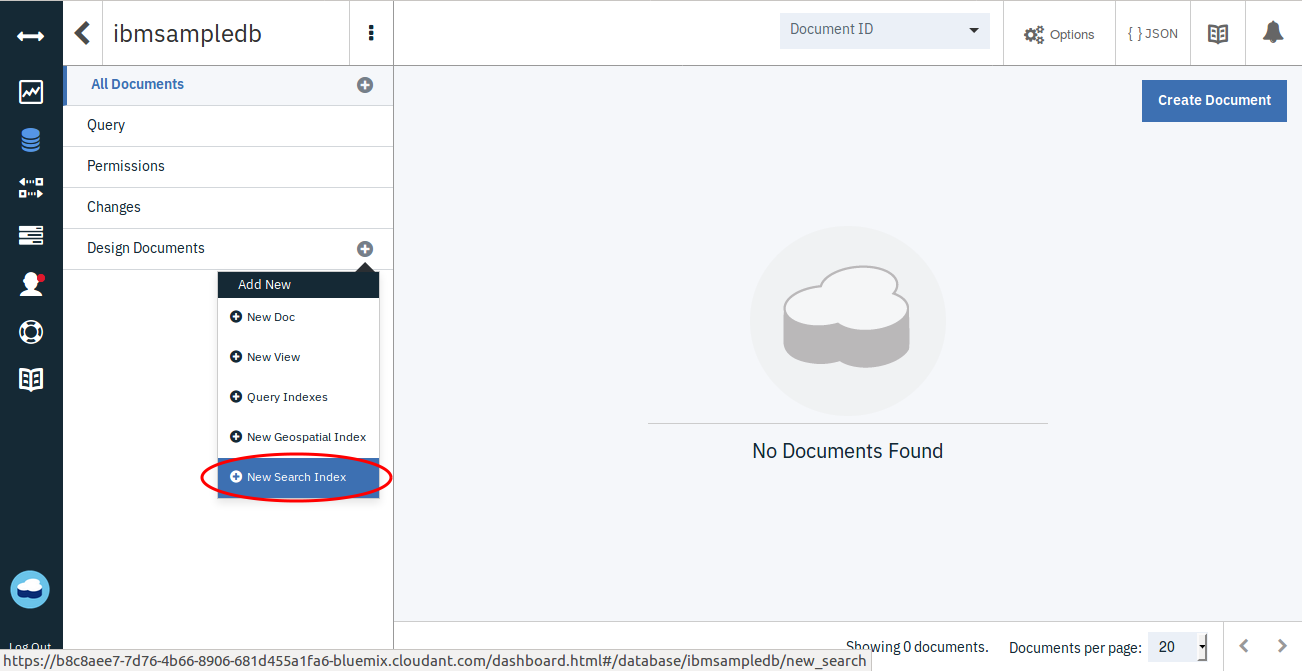 ibmsampledb
Document ID
Options
{ } JSON
All Documents
Query
Permissions
Changes
Design Documents
Add New
New Doc
New View
Query Indexes
New Geospatial Index
New Search Index
Create Document
No Documents Found
Showing 0 documents.
Documents per page: 20
Log Out
https://b8c8aee7-7d76-4b66-8906-681d455a1fa6-bluemix.cloudant.com/dashboard.html#/database/ibmsampledb/new_search